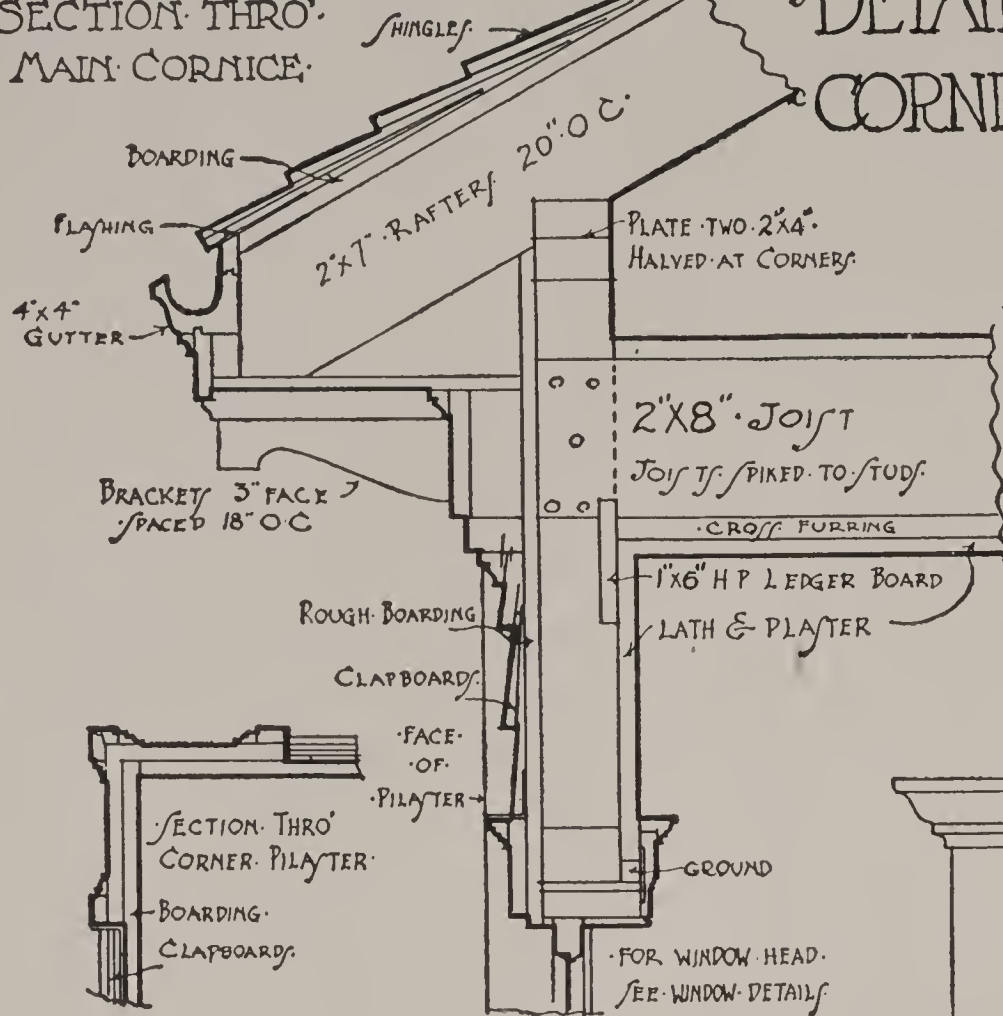 SECTION·THRO'·
MAIN·CORNICE·
SHINGLES·
BOARDING
FLASHING
4"x4"
GUTTER
2"x7"·RAFTERS 20" O C·
PLATE·TWO·2"x4"·
HALVED·AT CORNERS·
2"X8"·JOIST
JOISTS·SPIKED·TO·STUDS·
·CROSS FURRING
BRACKETS 3" FACE
·SPACED 18" O·C
1"x6" H P LEDGER BOARD
LATH & PLASTER
ROUGH·BOARDING
CLAPBOARDS·
·FACE·
·OF·
·PILASTER
·SECTION·THRO'
CORNER·PILASTER·
BOARDING·
CLAPBOARDS·
GROUND
·FOR WINDOW·HEAD·
SEE·WINDOW·DETAILS·